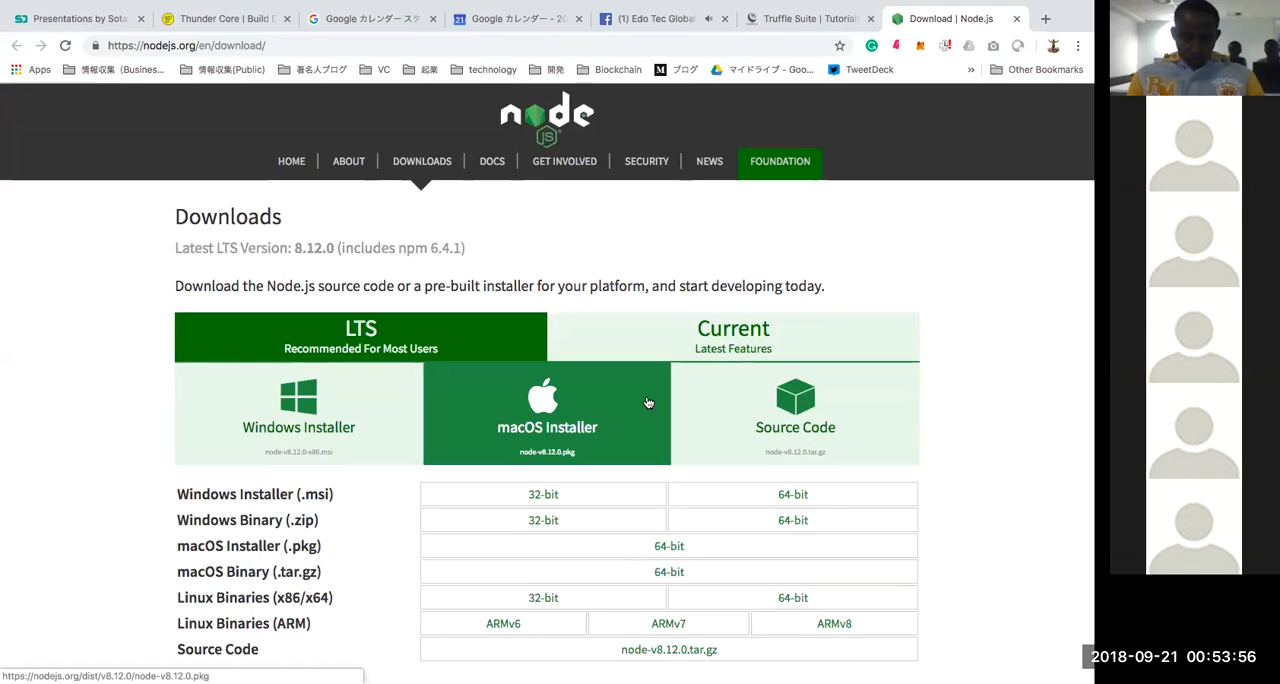 Presentations by Sota
Thunder Core | Build D
Google カレンダー スタ
Google カレンダー - 20
(1) Edo Tec Global
Truffle Suite | Tutorial
Download | Node.js
https://nodejs.org/en/download/
Apps
情報収集 (Busines...
情報収集(Public)
著名人ブログ
VC
起業
technology
開発
Blockchain
ブログ
マイドライブ - Goo...
TweetDeck
»
Other Bookmarks
node
JS
HOME
ABOUT
DOWNLOADS
DOCS
GET INVOLVED
SECURITY
NEWS
FOUNDATION
Downloads
Latest LTS Version: 8.12.0 (includes npm 6.4.1)
Download the Node.js source code or a pre-built installer for your platform, and start developing today.
LTS
Recommended For Most Users
Current
Latest Features
Windows Installer
node-v8.12.0-x86.msi
macOS Installer
node-v8.12.0.pkg
Source Code
node-v8.12.0.tar.gz
Windows Installer (.msi) 32-bit 64-bit
Windows Binary (.zip) 32-bit 64-bit
macOS Installer (.pkg) 64-bit
macOS Binary (.tar.gz) 64-bit
Linux Binaries (x86/x64) 32-bit 64-bit
Linux Binaries (ARM) ARMv6 ARMv7 ARMv8
Source Code node-v8.12.0.tar.gz
https://nodejs.org/dist/v8.12.0/node-v8.12.0.pkg
2018-09-21 00:53:56